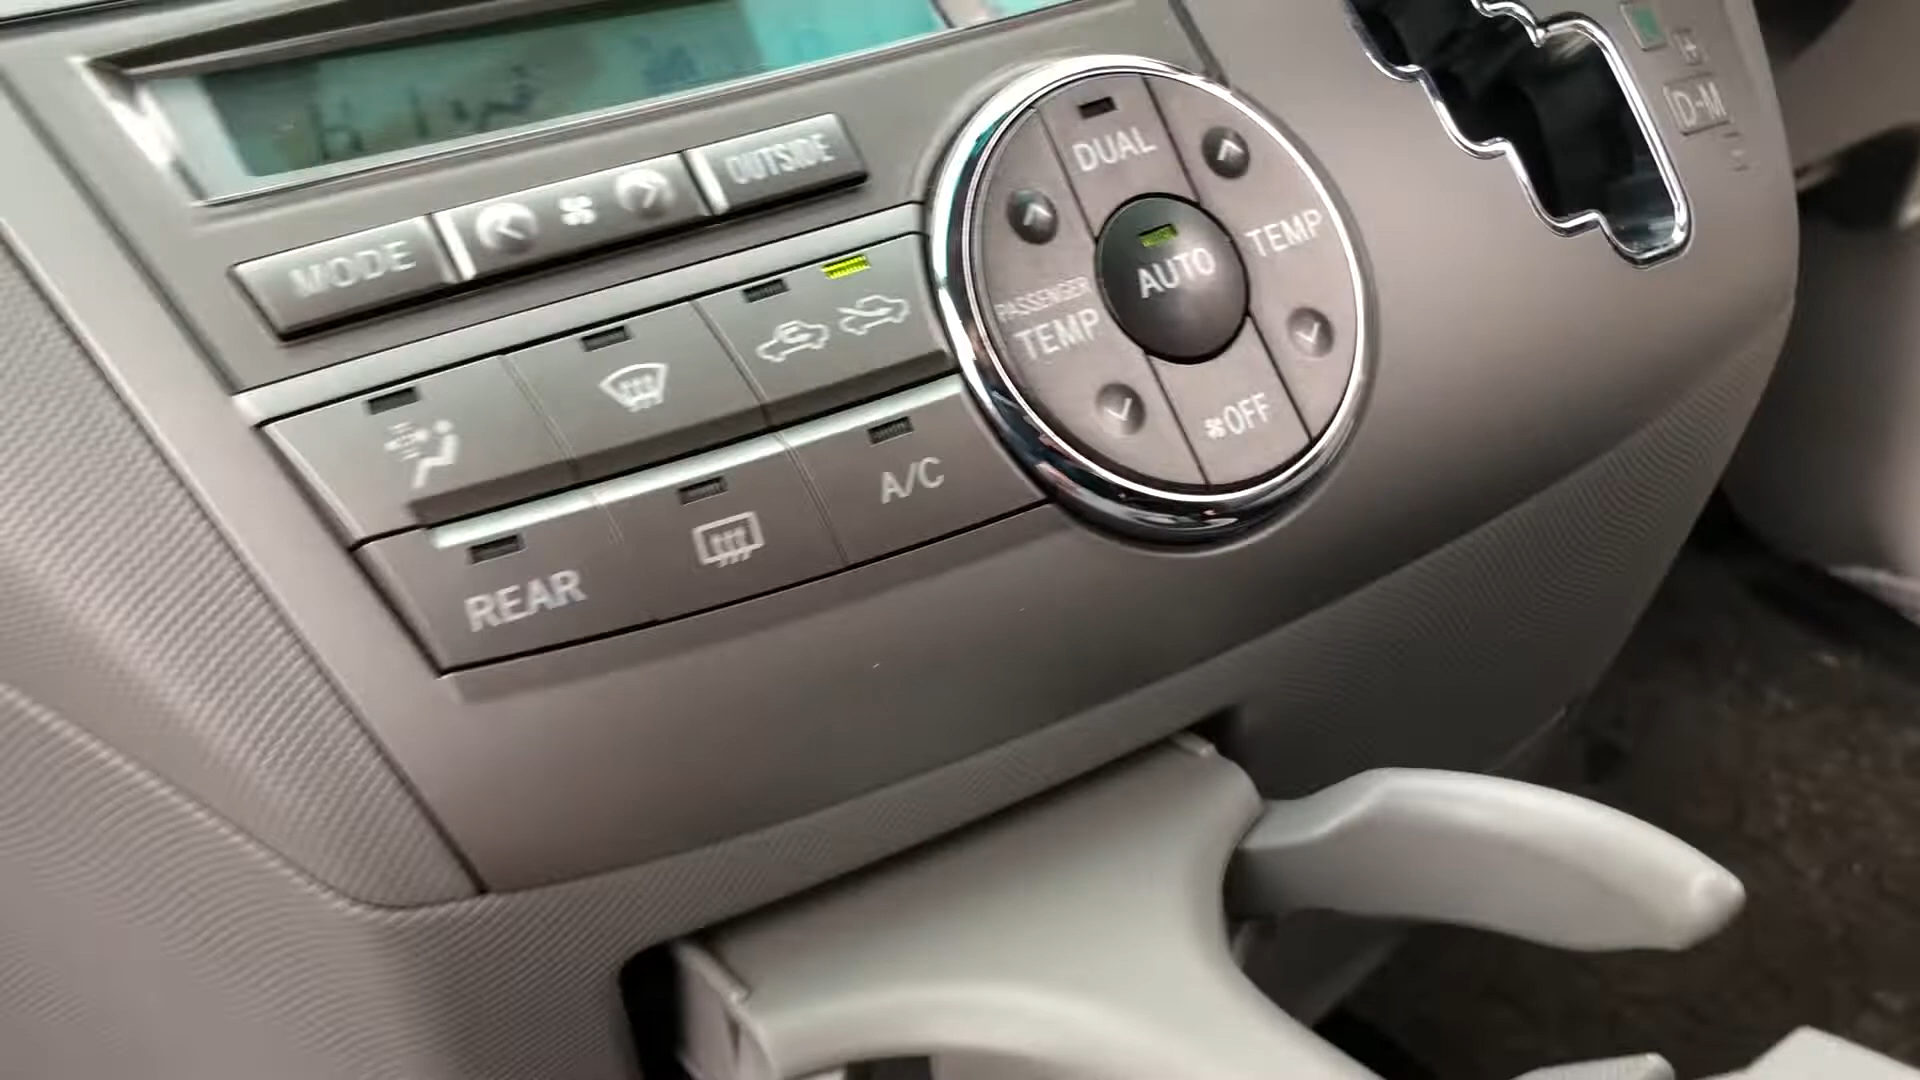 OUTSIDE
MODE
DUAL
AUTO
TEMP
PASSENGER
TEMP
OFF
A/C
REAR
D-M